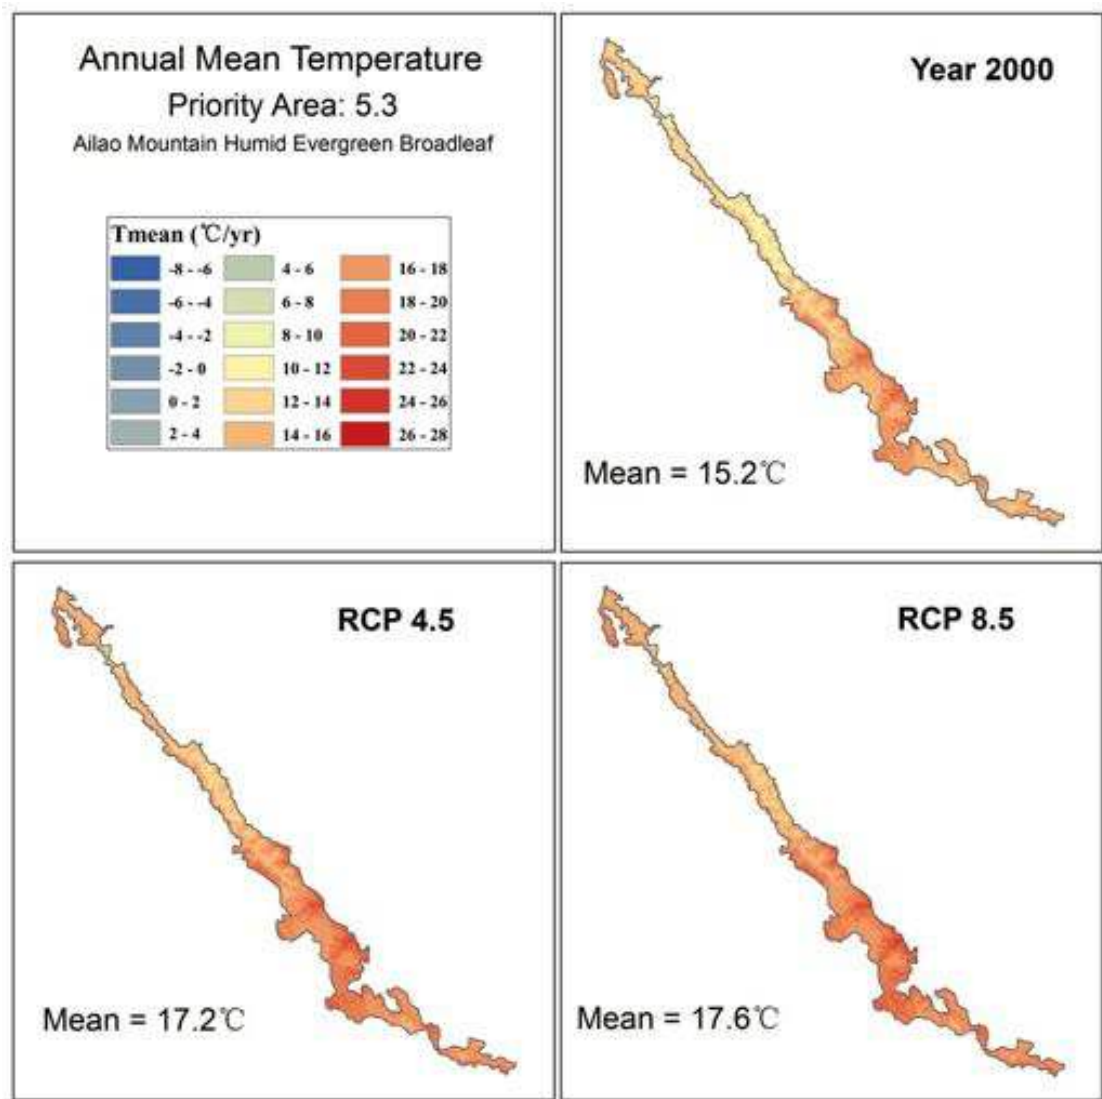 Annual Mean Temperature
Priority Area: 5.3
Ailao Mountain Humid Evergreen Broadleaf
Tmean (℃/yr)
-8 - -6
-6 - -4
-4 - -2
-2 - 0
0 - 2
2 - 4
4 - 6
6 - 8
8 - 10
10 - 12
12 - 14
14 - 16
16 - 18
18 - 20
20 - 22
22 - 24
24 - 26
26 - 28
Year 2000
Mean = 15.2℃
RCP 4.5
Mean = 17.2℃
RCP 8.5
Mean = 17.6℃